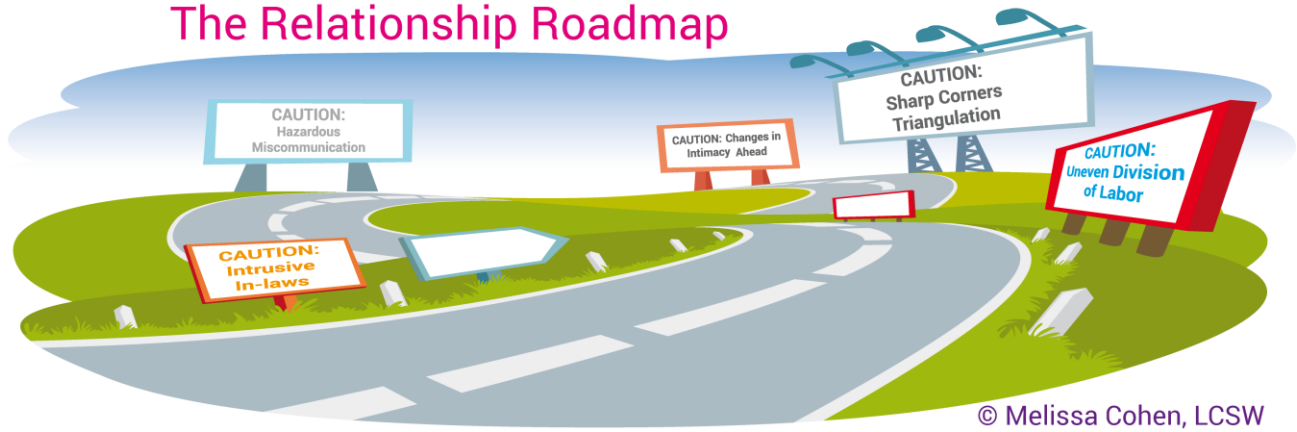 The Relationship Roadmap
CAUTION:
Hazardous
Miscommunication
CAUTION: Changes in
Intimacy Ahead
CAUTION:
Sharp Corners
Triangulation
CAUTION:
Uneven Division
of Labor
CAUTION:
Intrusive
In-laws
© Melissa Cohen, LCSW